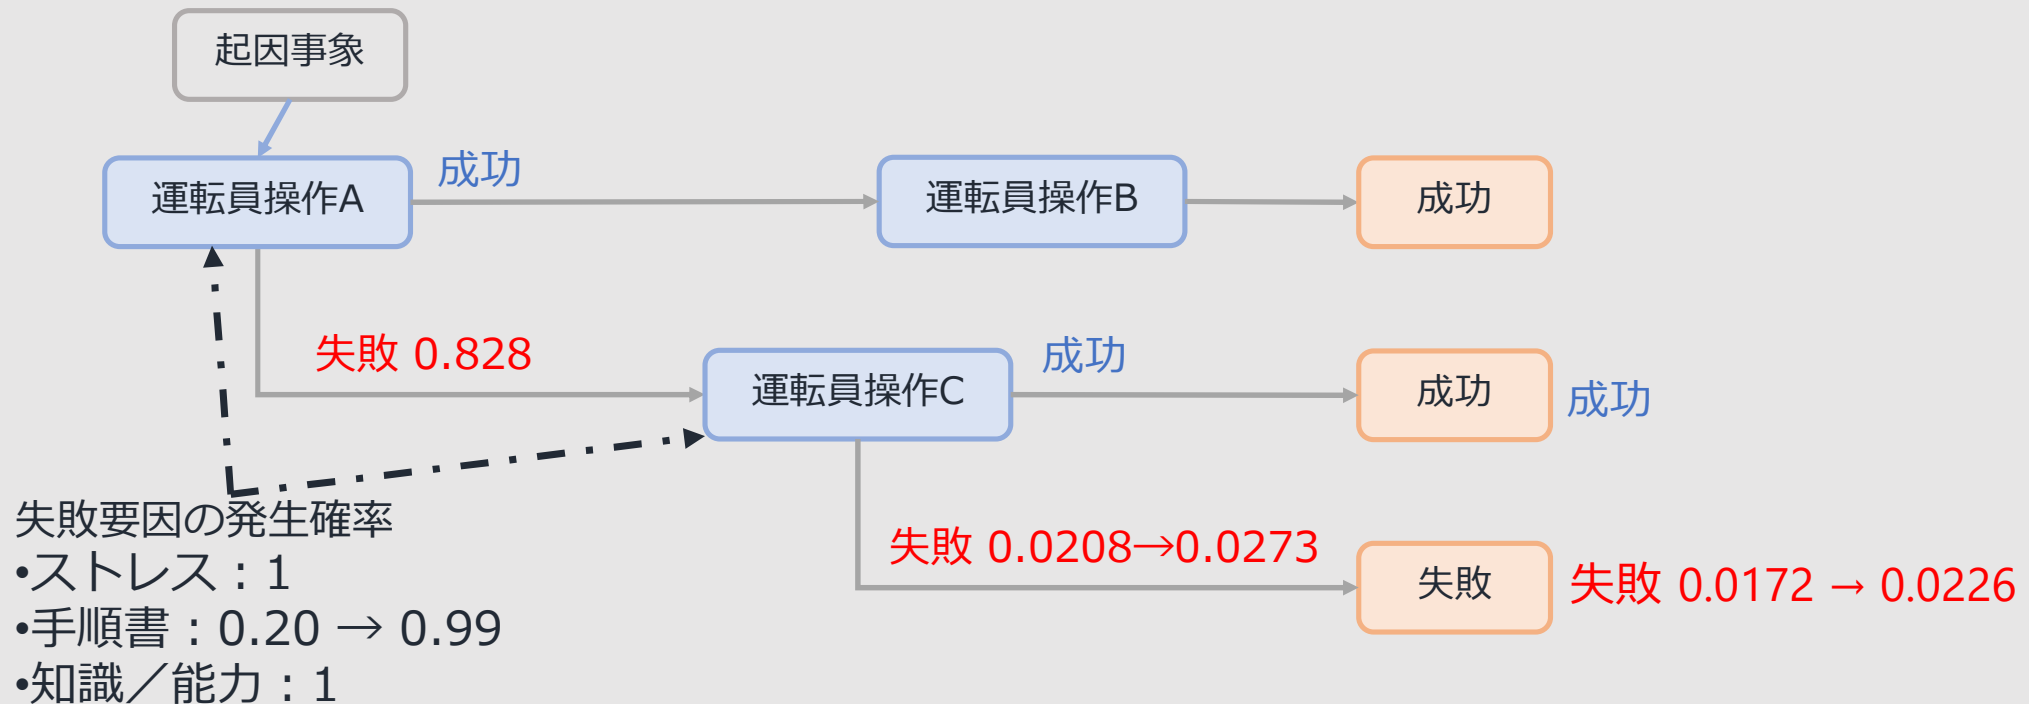 起因事象
運転員操作A
成功
運転員操作B
成功
失敗 0.828
運転員操作C
成功
成功
成功
失敗要因の発生確率
•ストレス：1
•手順書：0.20 → 0.99
•知識／能力：1
失敗 0.0208→0.0273
失敗
失敗 0.0172 → 0.0226